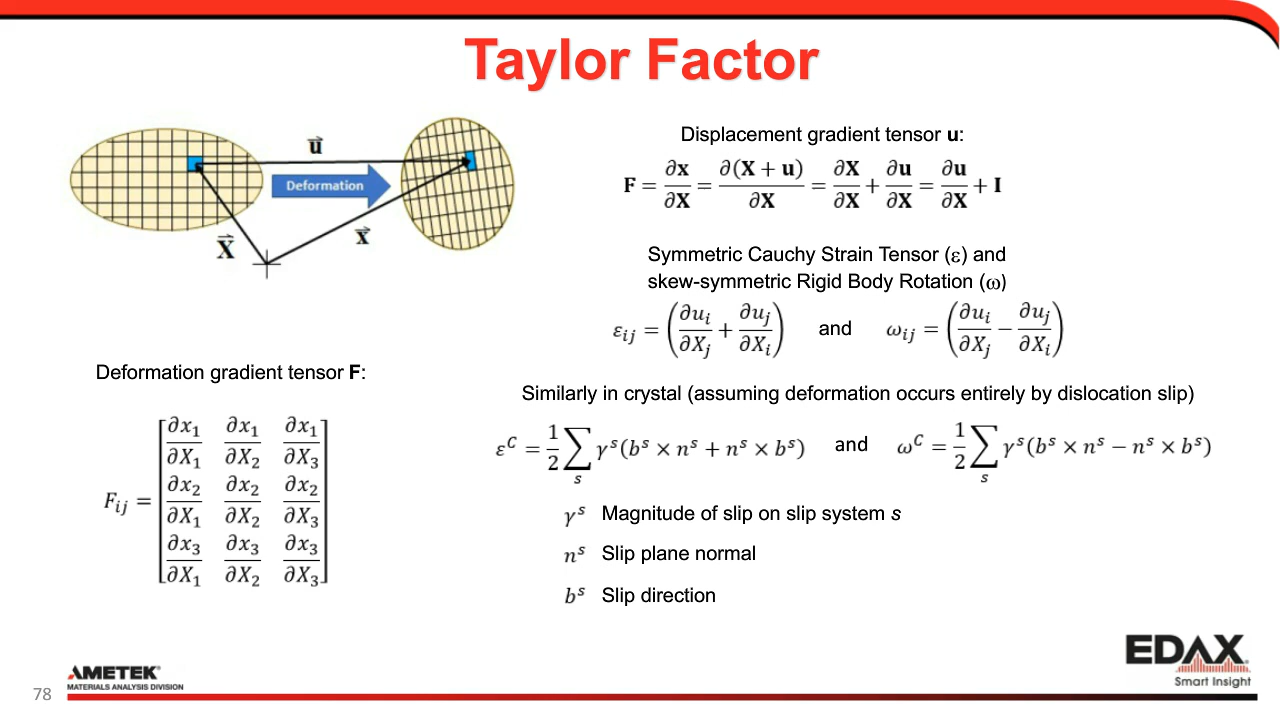 Taylor Factor
u⃗
Deformation
X⃗
x⃗
Displacement gradient tensor u:
F = ∂x/∂X = ∂(X + u)/∂X = ∂X/∂X + ∂u/∂X = ∂u/∂X + I
Symmetric Cauchy Strain Tensor (ε) and
skew-symmetric Rigid Body Rotation (ω)
ε_ij = (∂u_i/∂X_j + ∂u_j/∂X_i) and ω_ij = (∂u_i/∂X_j − ∂u_j/∂X_i)
Deformation gradient tensor F:
F_ij = [∂x_1/∂X_1 ∂x_1/∂X_2 ∂x_1/∂X_3
∂x_2/∂X_1 ∂x_2/∂X_2 ∂x_2/∂X_3
∂x_3/∂X_1 ∂x_3/∂X_2 ∂x_3/∂X_3]
Similarly in crystal (assuming deformation occurs entirely by dislocation slip)
ε^C = 1/2 ∑_s γ^s(b^s × n^s + n^s × b^s) and ω^C = 1/2 ∑_s γ^s(b^s × n^s − n^s × b^s)
γ^s Magnitude of slip on slip system s
n^s Slip plane normal
b^s Slip direction
78
AMETEK®
MATERIALS ANALYSIS DIVISION
EDAX
Smart Insight